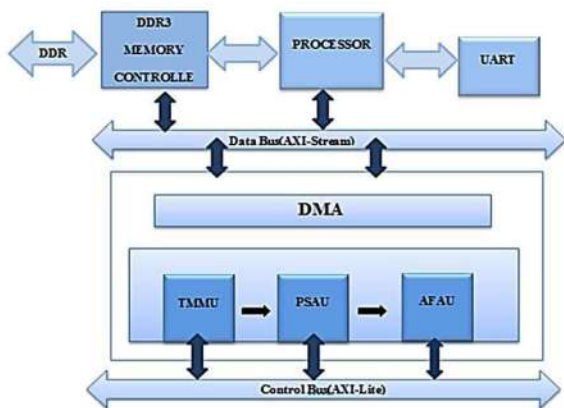 DDR
DDR3
MEMORY
CONTROLLE
PROCESSOR
UART
Data Bus(AXI-Stream)
DMA
TMMU
PSAU
AFAU
Control Bus(AXI-Lite)